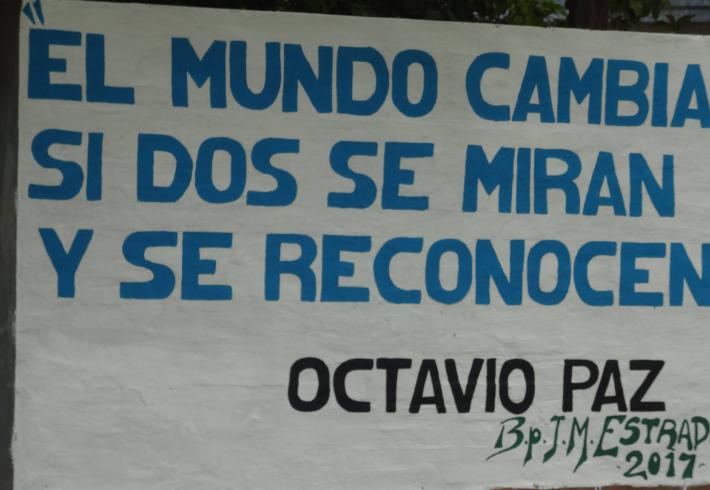 "EL MUNDO CAMBIA
SI DOS SE MIRAN
Y SE RECONOCEN
OCTAVIO PAZ
B.p.J.M.ESTRAD
2017